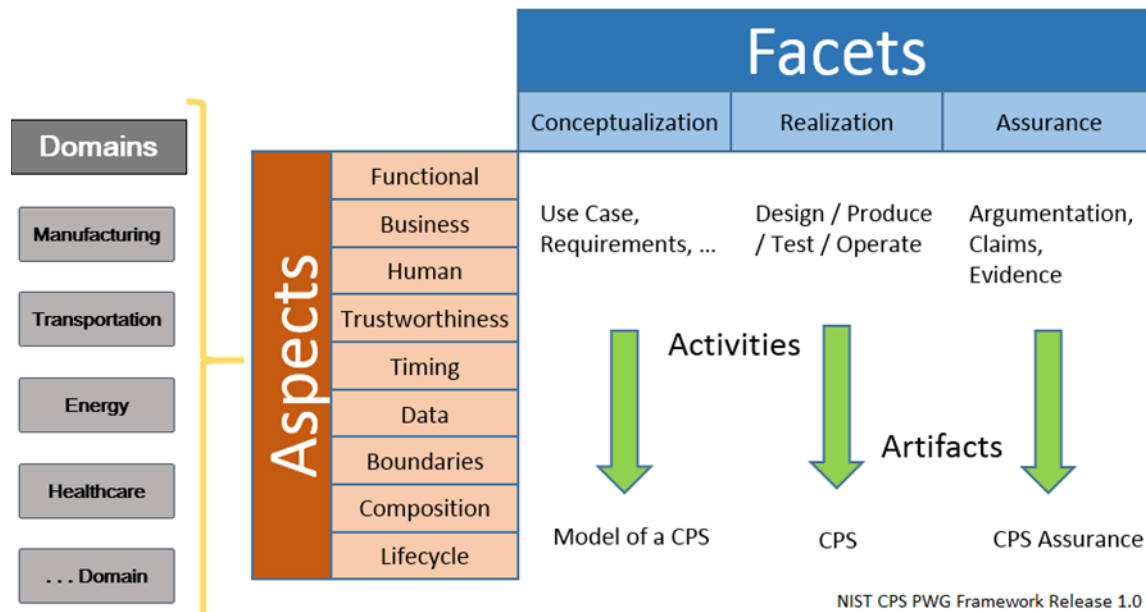 Facets
Conceptualization
Realization
Assurance
Domains
Manufacturing
Transportation
Energy
Healthcare
. . . Domain
Aspects
Functional
Business
Human
Trustworthiness
Timing
Data
Boundaries
Composition
Lifecycle
Use Case,
Requirements, ...
Design / Produce
/ Test / Operate
Argumentation,
Claims,
Evidence
Activities
Artifacts
Model of a CPS
CPS
CPS Assurance
NIST CPS PWG Framework Release 1.0